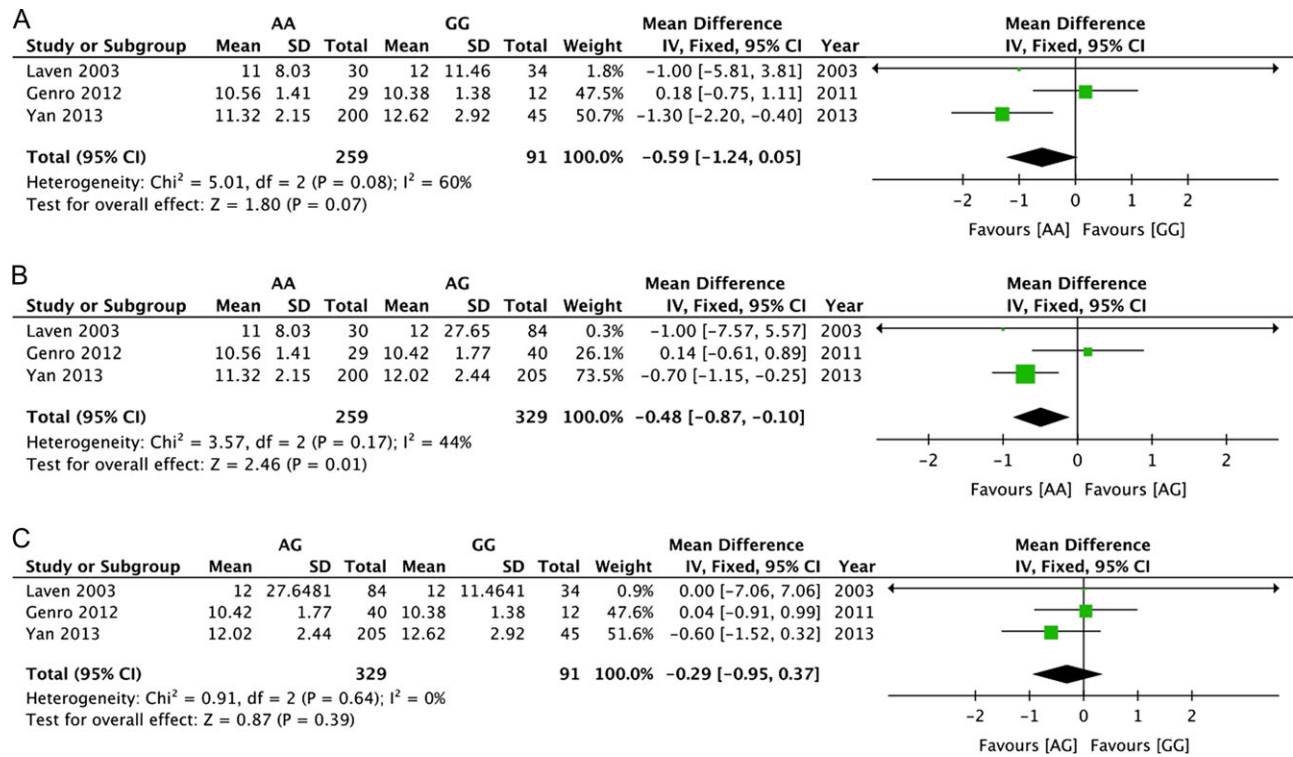 A
AA GG Mean Difference Mean Difference
Study or Subgroup Mean SD Total Mean SD Total Weight IV, Fixed, 95% CI Year IV, Fixed, 95% CI
Laven 2003 11 8.03 30 12 11.46 34 1.8% −1.00 [−5.81, 3.81] 2003
Genro 2012 10.56 1.41 29 10.38 1.38 12 47.5% 0.18 [−0.75, 1.11] 2011
Yan 2013 11.32 2.15 200 12.62 2.92 45 50.7% −1.30 [−2.20, −0.40] 2013
Total (95% CI) 259 91 100.0% −0.59 [−1.24, 0.05]
Heterogeneity: Chi² = 5.01, df = 2 (P = 0.08); I² = 60%
Test for overall effect: Z = 1.80 (P = 0.07)
−2 −1 0 1 2
Favours [AA] Favours [GG]
B
AA AG Mean Difference Mean Difference
Study or Subgroup Mean SD Total Mean SD Total Weight IV, Fixed, 95% CI Year IV, Fixed, 95% CI
Laven 2003 11 8.03 30 12 27.65 84 0.3% −1.00 [−7.57, 5.57] 2003
Genro 2012 10.56 1.41 29 10.42 1.77 40 26.1% 0.14 [−0.61, 0.89] 2011
Yan 2013 11.32 2.15 200 12.02 2.44 205 73.5% −0.70 [−1.15, −0.25] 2013
Total (95% CI) 259 329 100.0% −0.48 [−0.87, −0.10]
Heterogeneity: Chi² = 3.57, df = 2 (P = 0.17); I² = 44%
Test for overall effect: Z = 2.46 (P = 0.01)
−2 −1 0 1 2
Favours [AA] Favours [AG]
C
AG GG Mean Difference Mean Difference
Study or Subgroup Mean SD Total Mean SD Total Weight IV, Fixed, 95% CI Year IV, Fixed, 95% CI
Laven 2003 12 27.6481 84 12 11.4641 34 0.9% 0.00 [−7.06, 7.06] 2003
Genro 2012 10.42 1.77 40 10.38 1.38 12 47.6% 0.04 [−0.91, 0.99] 2011
Yan 2013 12.02 2.44 205 12.62 2.92 45 51.6% −0.60 [−1.52, 0.32] 2013
Total (95% CI) 329 91 100.0% −0.29 [−0.95, 0.37]
Heterogeneity: Chi² = 0.91, df = 2 (P = 0.64); I² = 0%
Test for overall effect: Z = 0.87 (P = 0.39)
−2 −1 0 1 2
Favours [AG] Favours [GG]